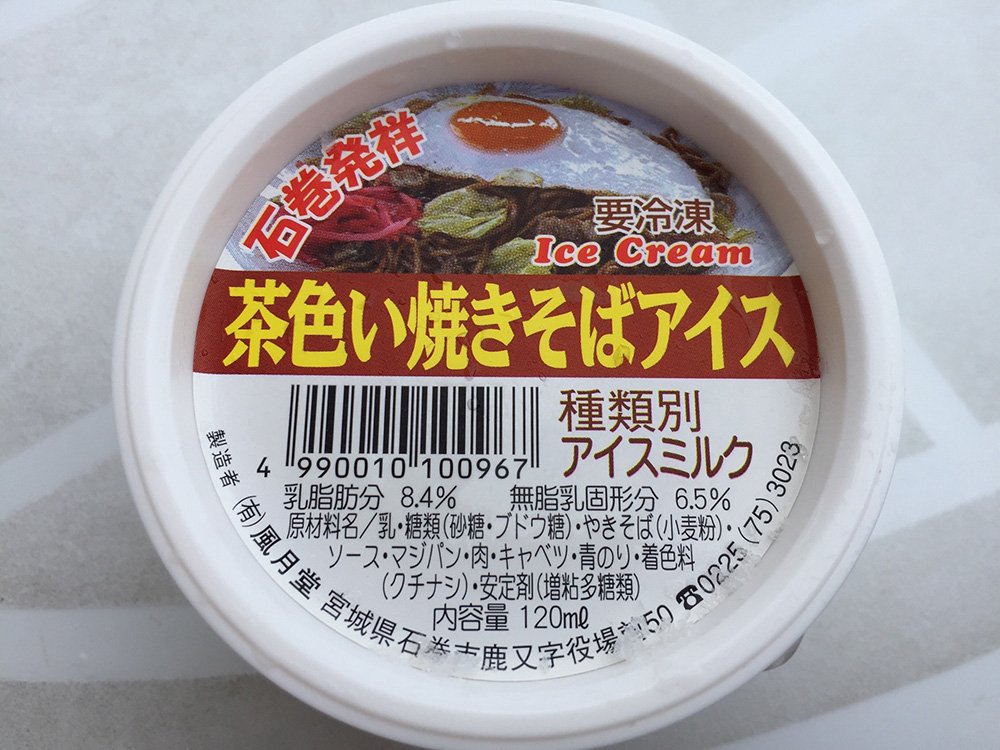 石巻発祥
要冷凍
Ice Cream
茶色い焼きそばアイス
種類別
アイスミルク
4 990010 100967
乳脂肪分 8.4% 無脂乳固形分 6.5%
原材料名/乳・糖類(砂糖・ブドウ糖)・やきそば(小麦粉)・
ソース・マジパン・肉・キャベツ・青のり・着色料
(クチナシ)・安定剤(増粘多糖類)
内容量 120mℓ
製造者 (有)風月堂 宮城県石巻市鹿又字役場前150 ☎0225(75)3023